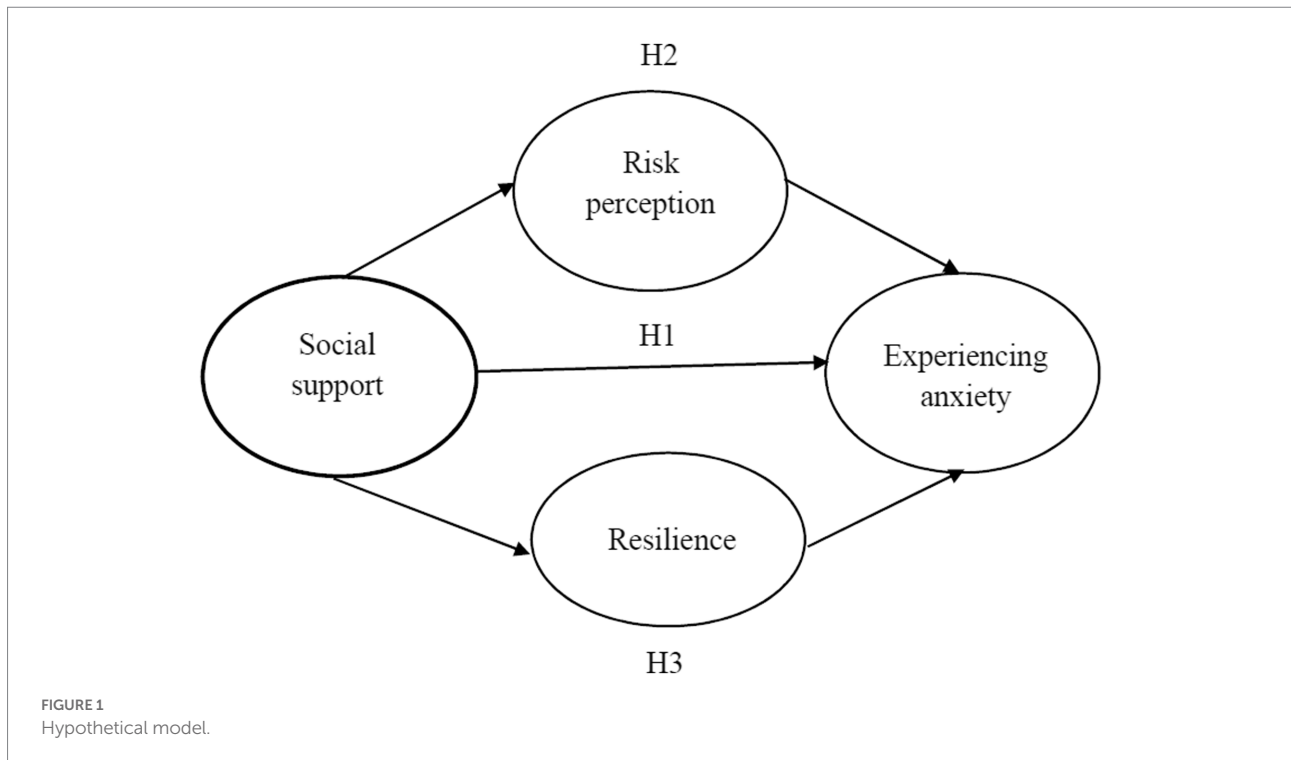 H2
Risk
perception
H1
Social
support
Experiencing
anxiety
Resilience
H3
FIGURE 1
Hypothetical model.